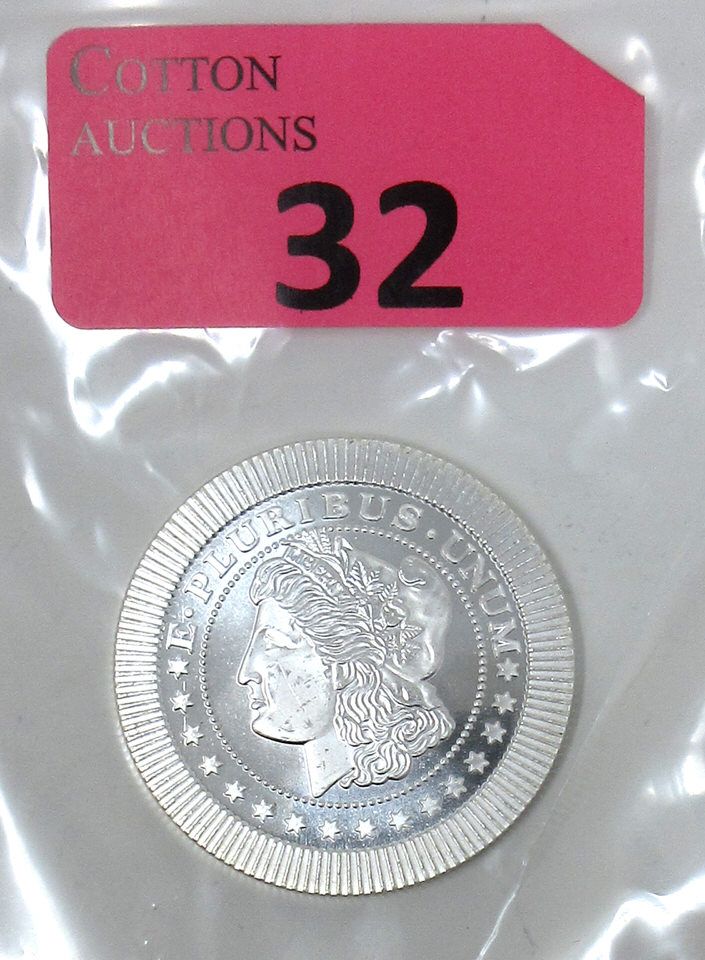 COTTON
AUCTIONS
32
E · PLURIBUS · UNUM